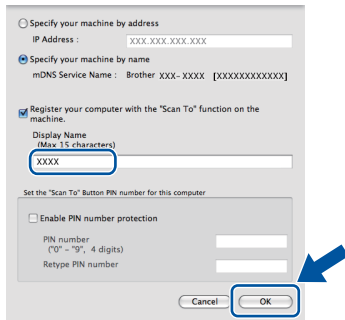 Specify your machine by address
IP Address : XXX.XXX.XXX.XXX
Specify your machine by name
mDNS Service Name : Brother XXX-XXXX [XXXXXXXXXXXX]
Register your computer with the "Scan To" function on the
machine.
Display Name
(Max 15 characters)
XXXX
Set the "Scan To" Button PIN number for this computer
Enable PIN number protection
PIN number
("0" - "9", 4 digits)
Retype PIN number
Cancel OK